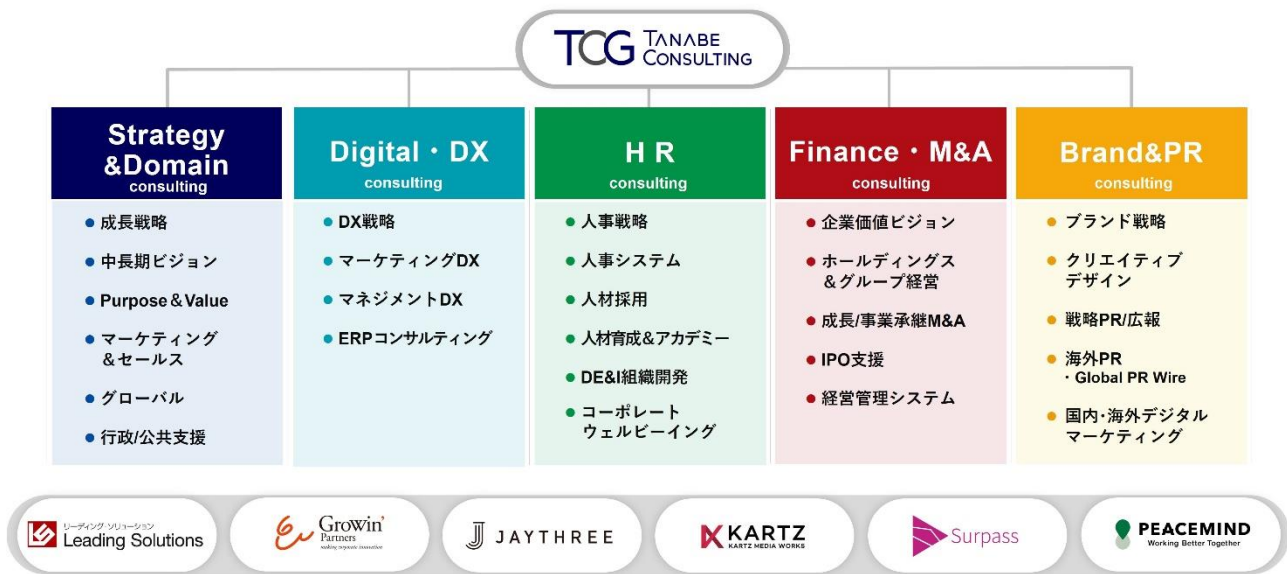 TCG TANABE
CONSULTING
Strategy
&Domain
consulting
成長戦略
中長期ビジョン
Purpose＆Value
マーケティング
＆セールス
グローバル
行政/公共支援
Digital・DX
consulting
DX戦略
マーケティングDX
マネジメントDX
ERPコンサルティング
HR
consulting
人事戦略
人事システム
人材採用
人材育成＆アカデミー
DE&I組織開発
コーポレート
ウェルビーイング
Finance・M&A
consulting
企業価値ビジョン
ホールディングス
＆グループ経営
成長/事業承継M&A
IPO支援
経営管理システム
Brand&PR
consulting
ブランド戦略
クリエイティブ
デザイン
戦略PR/広報
海外PR
・Global PR Wire
国内･海外デジタル
マーケティング
リーディング・ソリューション
Leading Solutions
GroWin'
Partners
making corporate innovation
JAYTHREE
KARTZ
KARTZ MEDIA WORKS
Surpass
PEACEMIND
Working Better Together